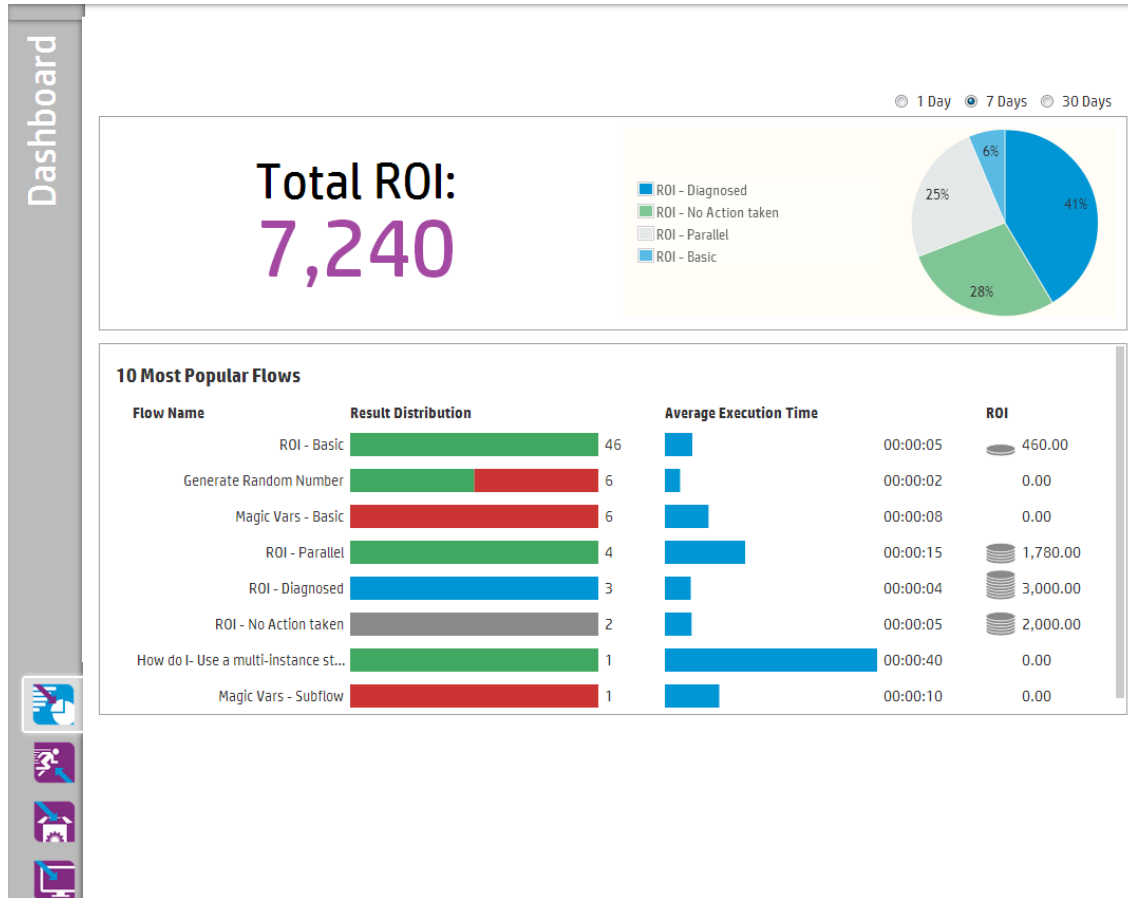 Dashboard
1 Day 7 Days 30 Days
Total ROI:
7,240
ROI - Diagnosed
ROI - No Action taken
ROI - Parallel
ROI - Basic
6%
41%
25%
28%
10 Most Popular Flows
Flow Name Result Distribution Average Execution Time ROI
ROI - Basic 46 00:00:05 460.00
Generate Random Number 6 00:00:02 0.00
Magic Vars - Basic 6 00:00:08 0.00
ROI - Parallel 4 00:00:15 1,780.00
ROI - Diagnosed 3 00:00:04 3,000.00
ROI - No Action taken 2 00:00:05 2,000.00
How do I- Use a multi-instance st... 1 00:00:40 0.00
Magic Vars - Subflow 1 00:00:10 0.00